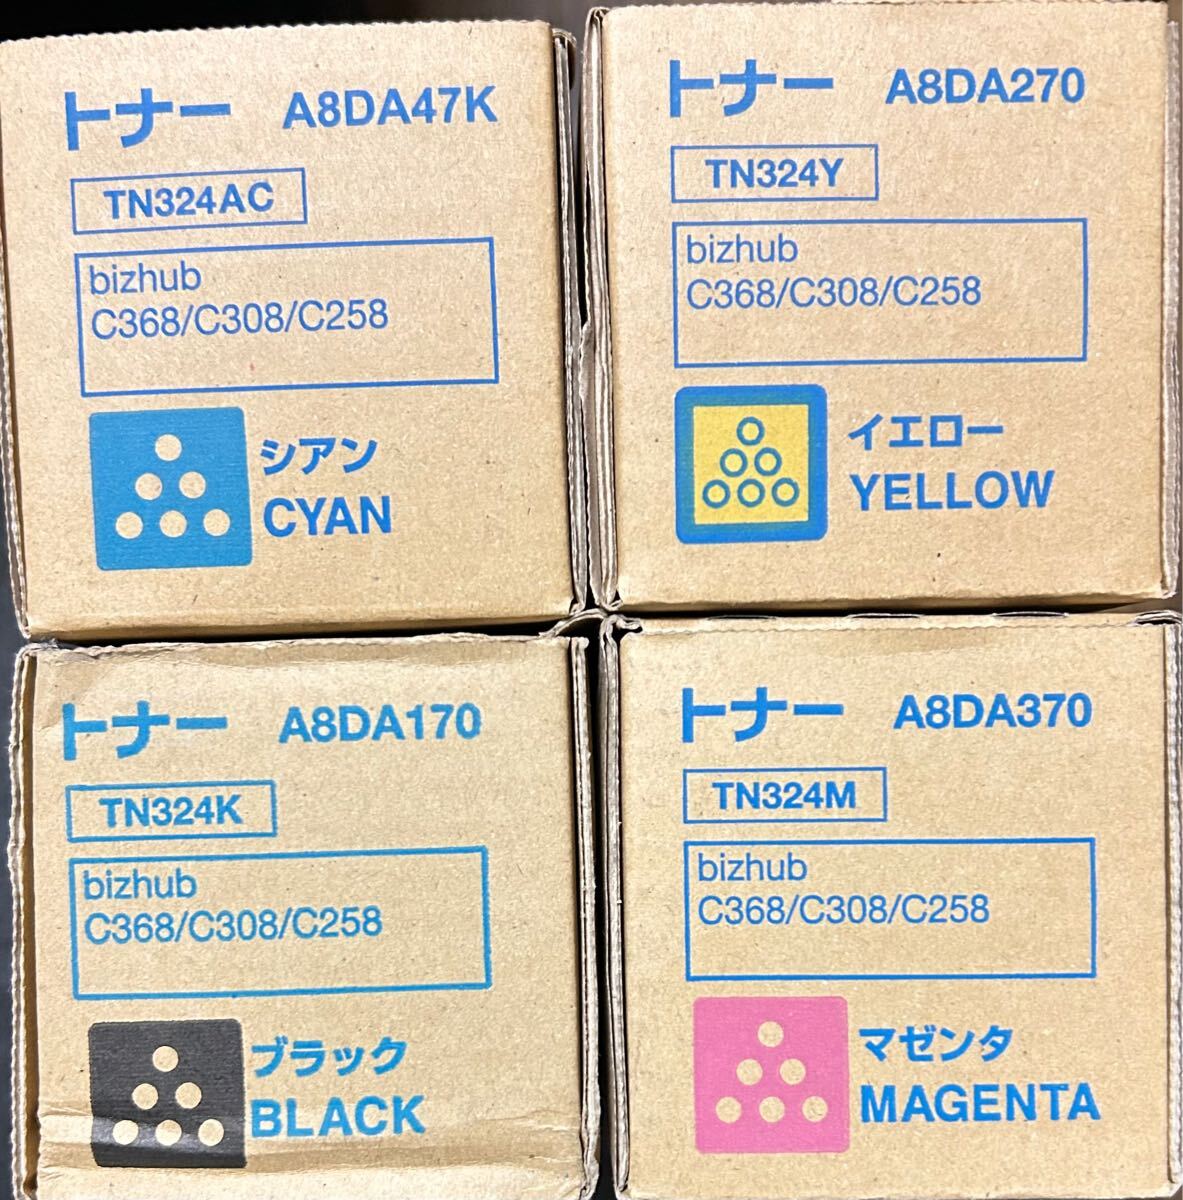 トナー A8DA47K
TN324AC
bizhub
C368/C308/C258
シアン
CYAN
トナー A8DA270
TN324Y
bizhub
C368/C308/C258
イエロー
YELLOW
トナー A8DA170
TN324K
bizhub
C368/C308/C258
ブラック
BLACK
トナー A8DA370
TN324M
bizhub
C368/C308/C258
マゼンタ
MAGENTA